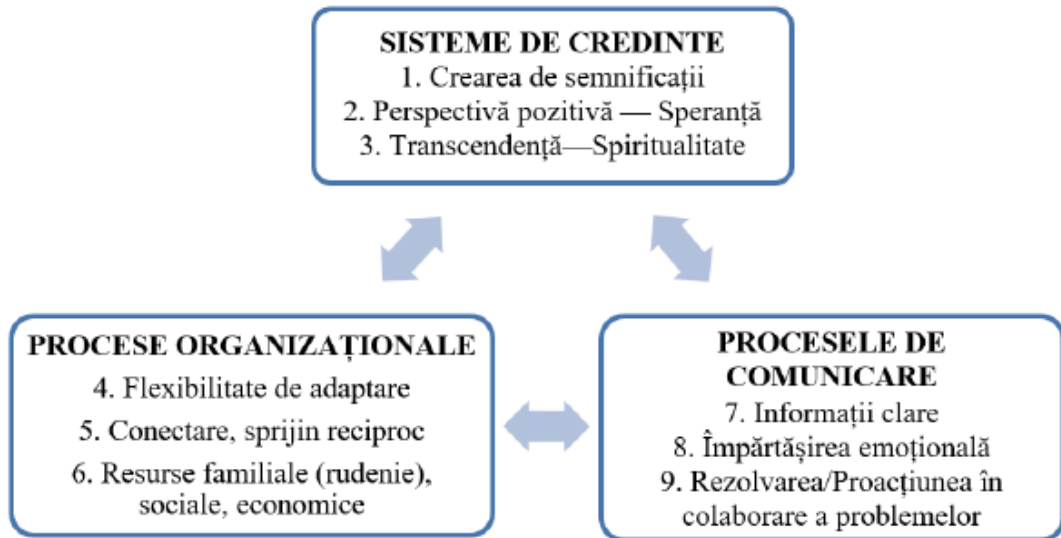 SISTEME DE CREDINTE
1. Crearea de semnificații
2. Perspectivă pozitivă — Speranță
3. Transcendență—Spiritualitate
PROCESE ORGANIZAȚIONALE
4. Flexibilitate de adaptare
5. Conectare, sprijin reciproc
6. Resurse familiale (rudenie),
sociale, economice
PROCESELE DE
COMUNICARE
7. Informații clare
8. Împărtășirea emoțională
9. Rezolvarea/Proacțiunea în
colaborare a problemelor